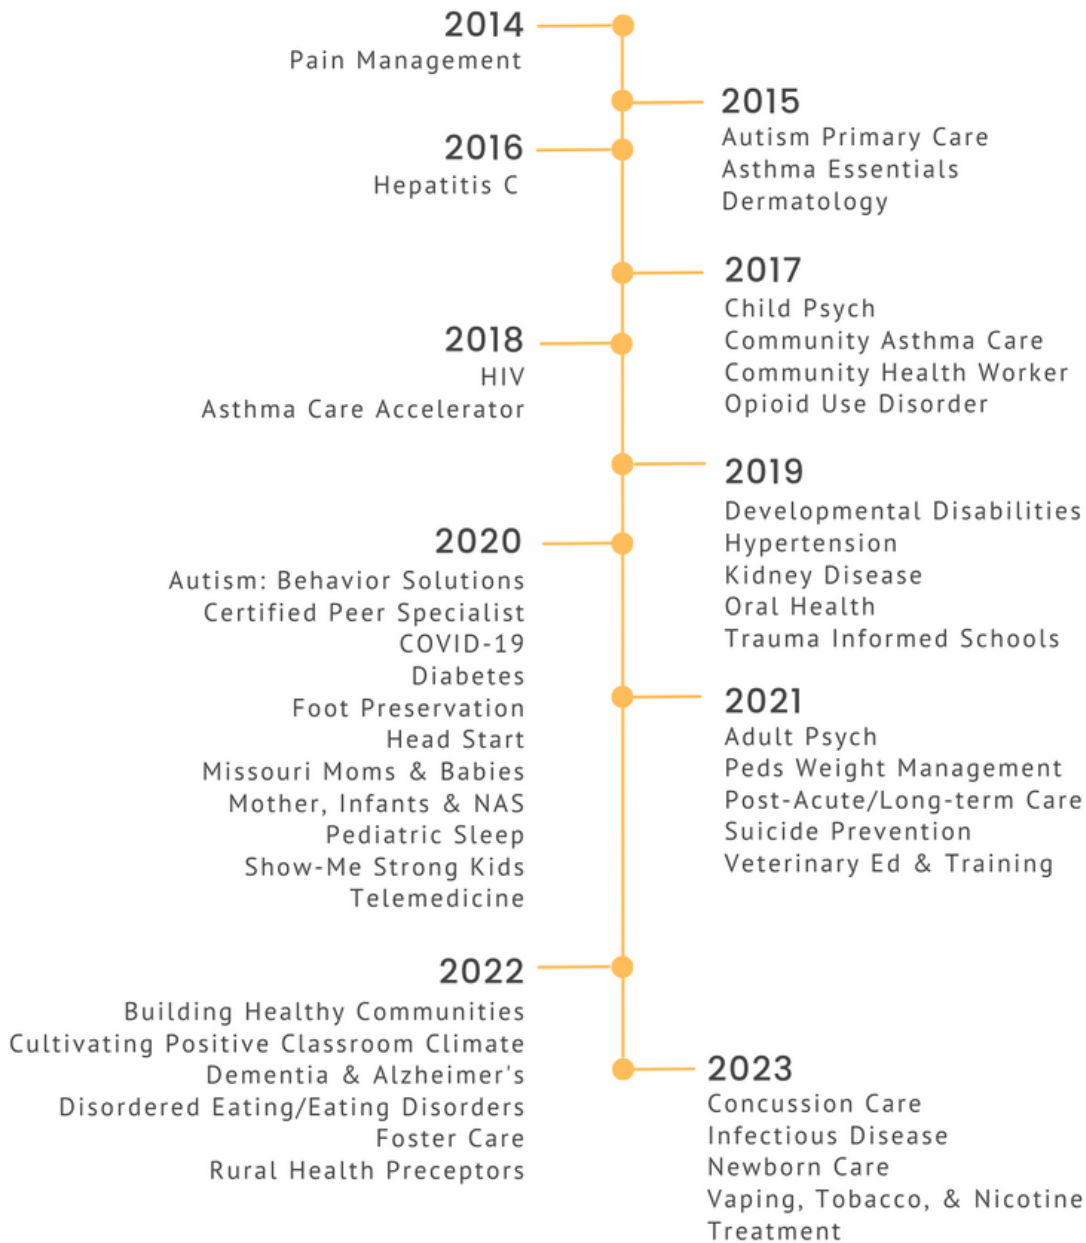 2014
Pain Management
2015
Autism Primary Care
Asthma Essentials
Dermatology
2016
Hepatitis C
2017
Child Psych
Community Asthma Care
Community Health Worker
Opioid Use Disorder
2018
HIV
Asthma Care Accelerator
2019
Developmental Disabilities
Hypertension
Kidney Disease
Oral Health
Trauma Informed Schools
2020
Autism: Behavior Solutions
Certified Peer Specialist
COVID-19
Diabetes
Foot Preservation
Head Start
Missouri Moms & Babies
Mother, Infants & NAS
Pediatric Sleep
Show-Me Strong Kids
Telemedicine
2021
Adult Psych
Peds Weight Management
Post-Acute/Long-term Care
Suicide Prevention
Veterinary Ed & Training
2022
Building Healthy Communities
Cultivating Positive Classroom Climate
Dementia & Alzheimer's
Disordered Eating/Eating Disorders
Foster Care
Rural Health Preceptors
2023
Concussion Care
Infectious Disease
Newborn Care
Vaping, Tobacco, & Nicotine
Treatment